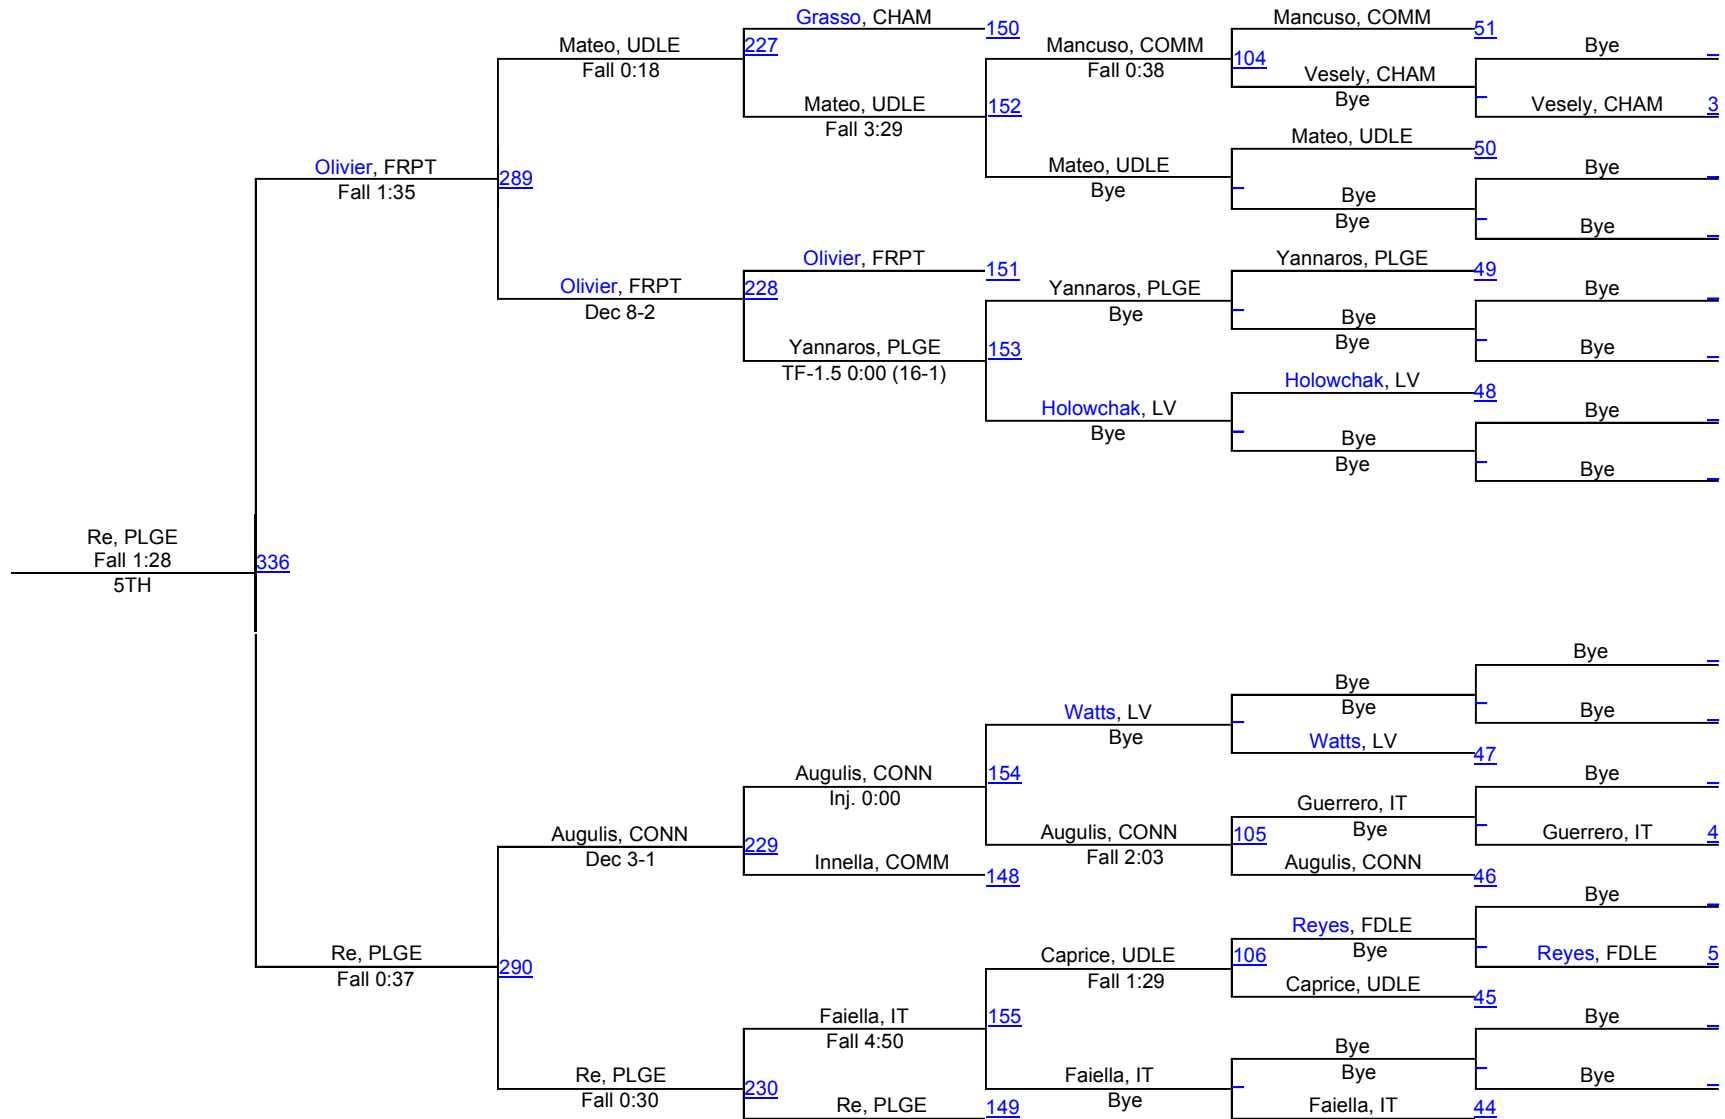 Grasso, CHAM
150
Mancuso, COMM
51
Mateo, UDLE
227
Mancuso, COMM
Bye
Fall 0:18
Fall 0:38
104
Vesely, CHAM
Mateo, UDLE
152
Bye
Vesely, CHAM
3
Fall 3:29
Mateo, UDLE
50
Olivier, FRPT
289
Mateo, UDLE
Bye
Fall 1:35
Bye
Bye
Bye
Bye
Olivier, FRPT
151
Yannaros, PLGE
49
Olivier, FRPT
228
Yannaros, PLGE
Bye
Dec 8-2
Bye
Bye
Yannaros, PLGE
153
Bye
Bye
TF-1.5 0:00 (16-1)
Holowchak, LV
48
Holowchak, LV
Bye
Bye
Bye
Bye
Bye
Re, PLGE
Fall 1:28
336
5TH
Bye
Bye
Watts, LV
Bye
Bye
Bye
Watts, LV
47
Augulis, CONN
154
Bye
Inj. 0:00
Guerrero, IT
Augulis, CONN
229
Augulis, CONN
105
Bye
Guerrero, IT
4
Dec 3-1
Innella, COMM
148
Fall 2:03
Augulis, CONN
46
Bye
Reyes, FDLE
Re, PLGE
290
Caprice, UDLE
106
Bye
Reyes, FDLE
5
Fall 0:37
Fall 1:29
Caprice, UDLE
45
Faiella, IT
155
Bye
Fall 4:50
Bye
Re, PLGE
230
Faiella, IT
Bye
Bye
Fall 0:30
Re, PLGE
149
Bye
Faiella, IT
44